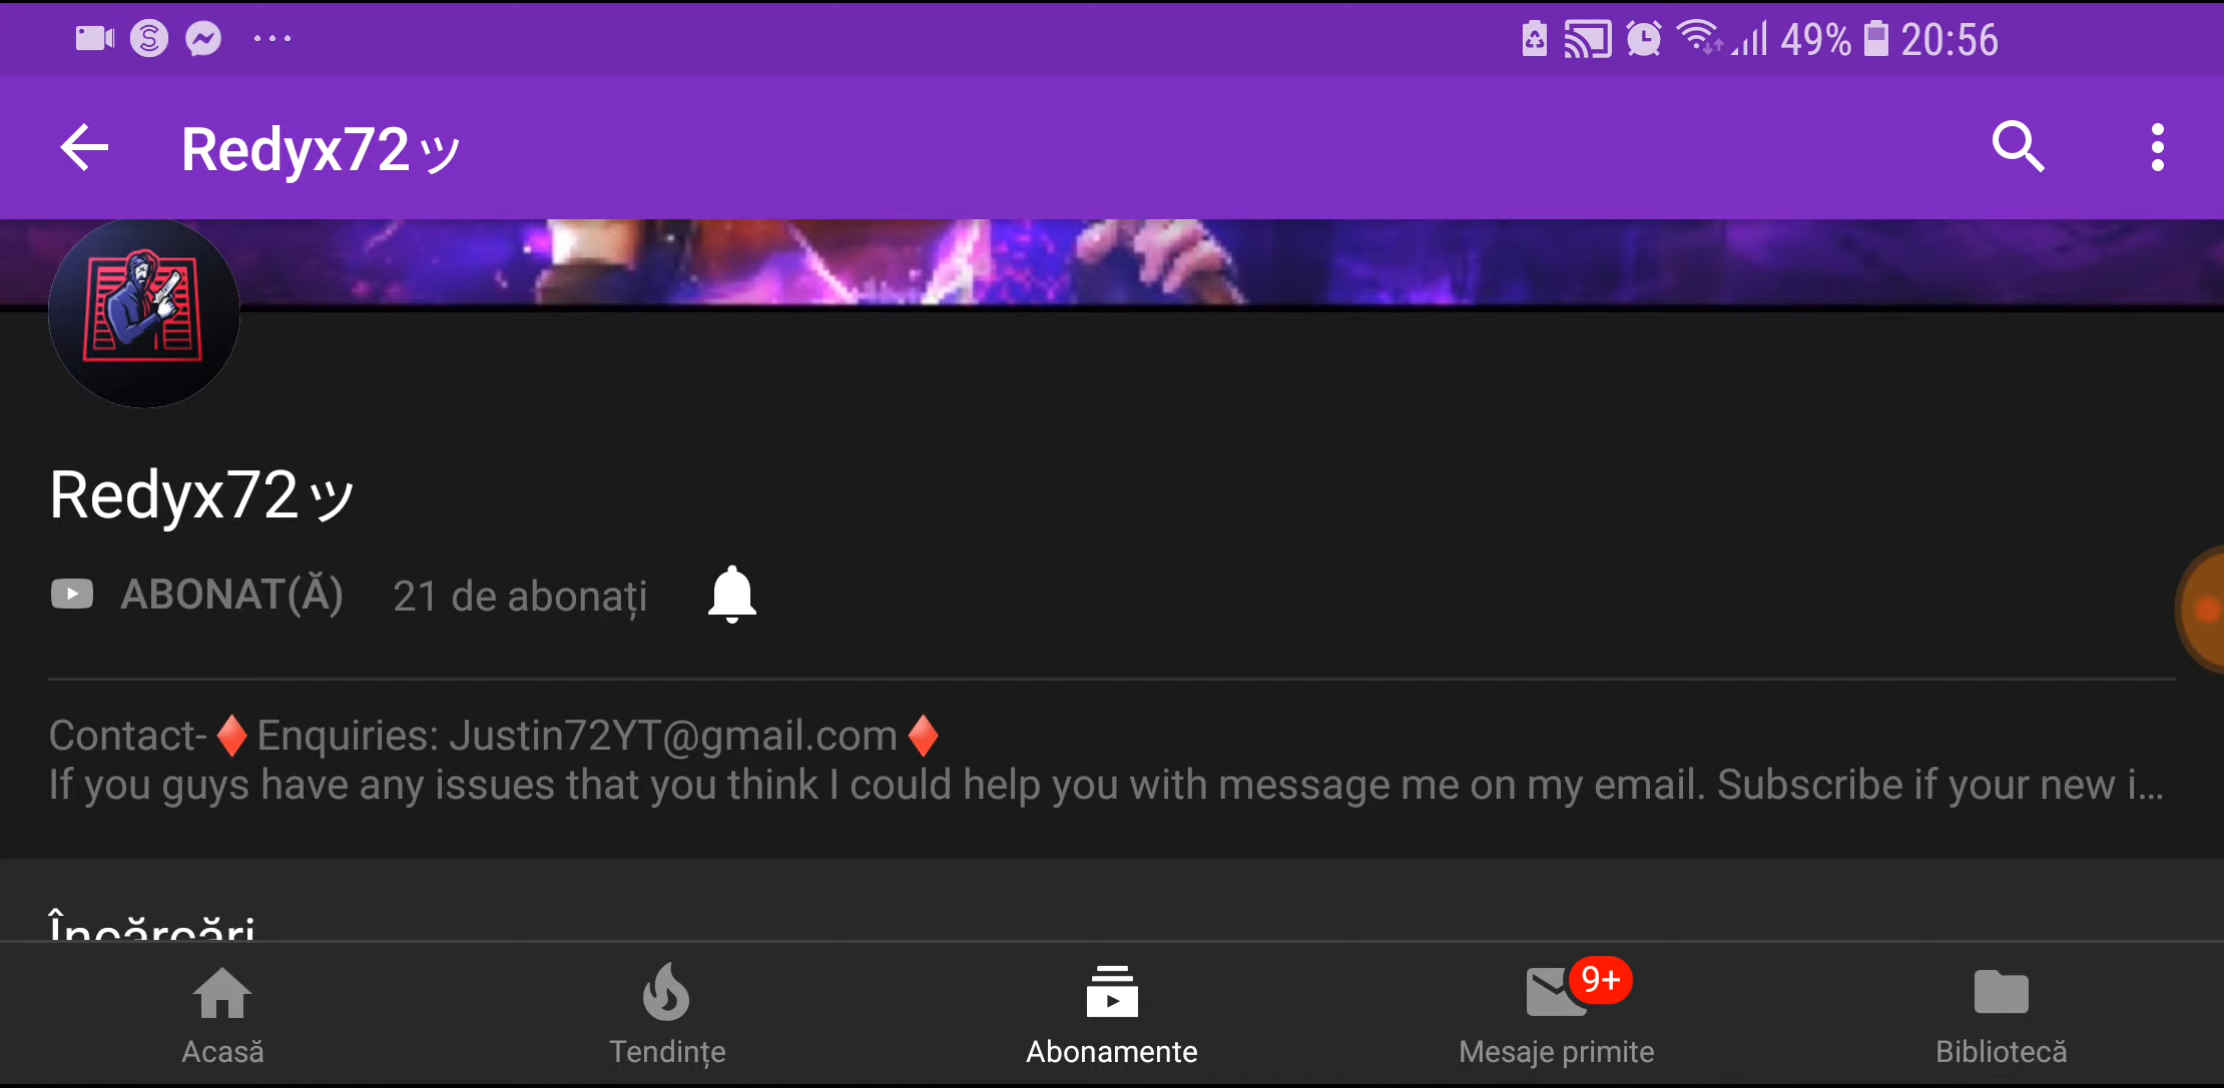 49% 20:56
Redyx72ッ
Redyx72ッ
ABONAT(Ă) 21 de abonați
Contact-♦️Enquiries: Justin72YT@gmail.com♦️
If you guys have any issues that you think I could help you with message me on my email. Subscribe if your new i...
Încărcări
9+
Acasă Tendințe Abonamente Mesaje primite Bibliotecă